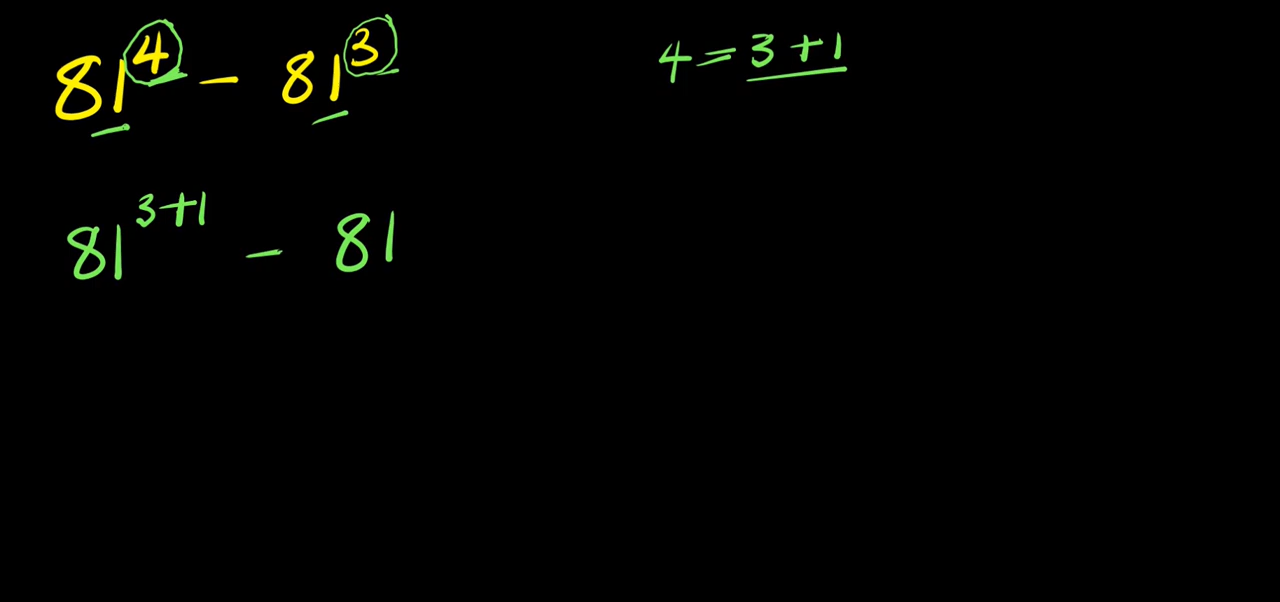 81⁴ - 81³
4 = 3 + 1
81³⁺¹ - 81